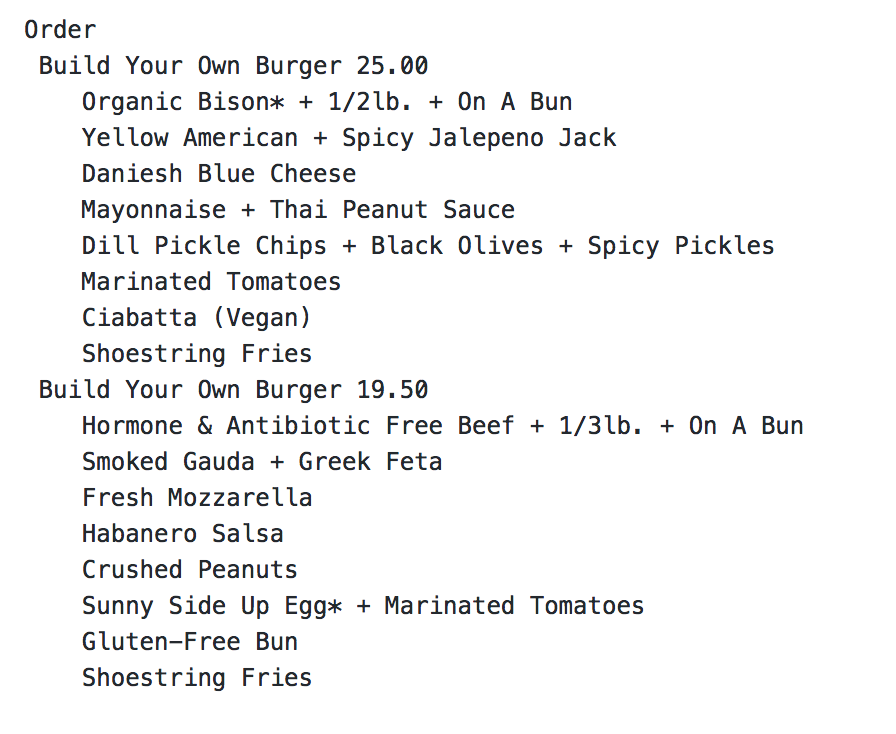 Order
Build Your Own Burger 25.00
Organic Bison* + 1/2lb. + On A Bun
Yellow American + Spicy Jalepeno Jack
Daniesh Blue Cheese
Mayonnaise + Thai Peanut Sauce
Dill Pickle Chips + Black Olives + Spicy Pickles
Marinated Tomatoes
Ciabatta (Vegan)
Shoestring Fries
Build Your Own Burger 19.50
Hormone & Antibiotic Free Beef + 1/3lb. + On A Bun
Smoked Gauda + Greek Feta
Fresh Mozzarella
Habanero Salsa
Crushed Peanuts
Sunny Side Up Egg* + Marinated Tomatoes
Gluten-Free Bun
Shoestring Fries